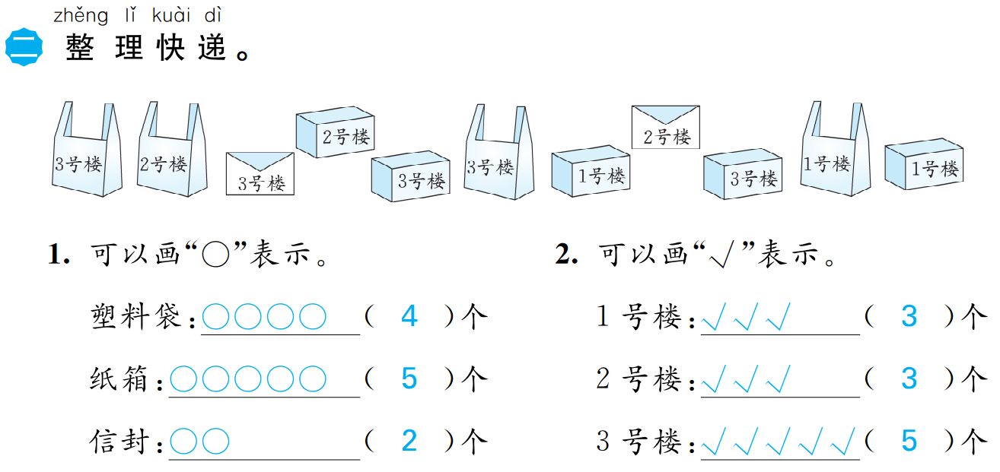 zhěng lǐ kuài dì
二 整理快递。
3号楼 2号楼 3号楼 2号楼 3号楼 3号楼 1号楼 2号楼 3号楼 1号楼 1号楼
1. 可以画“○”表示。
塑料袋:○○○○ ( 4 )个
纸箱:○○○○○ ( 5 )个
信封:○○ ( 2 )个
2. 可以画“√”表示。
1号楼:√√√ ( 3 )个
2号楼:√√√ ( 3 )个
3号楼:√√√√√ ( 5 )个